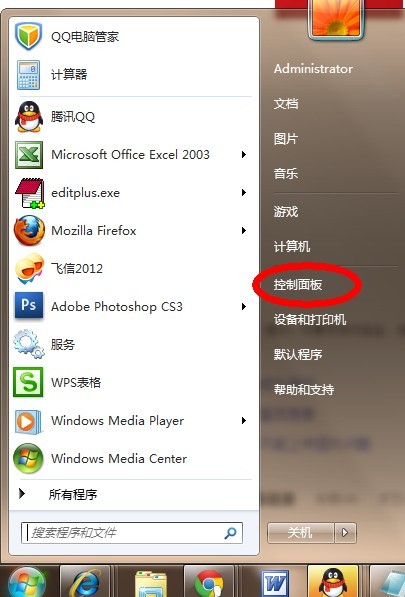 QQ电脑管家
计算器
腾讯QQ
Microsoft Office Excel 2003
editplus.exe
Mozilla Firefox
飞信2012
Ps
Adobe Photoshop CS3
服务
S
WPS表格
Windows Media Player
Windows Media Center
所有程序
搜索程序和文件
Administrator
文档
图片
音乐
游戏
计算机
控制面板
设备和打印机
默认程序
帮助和支持
关机
W